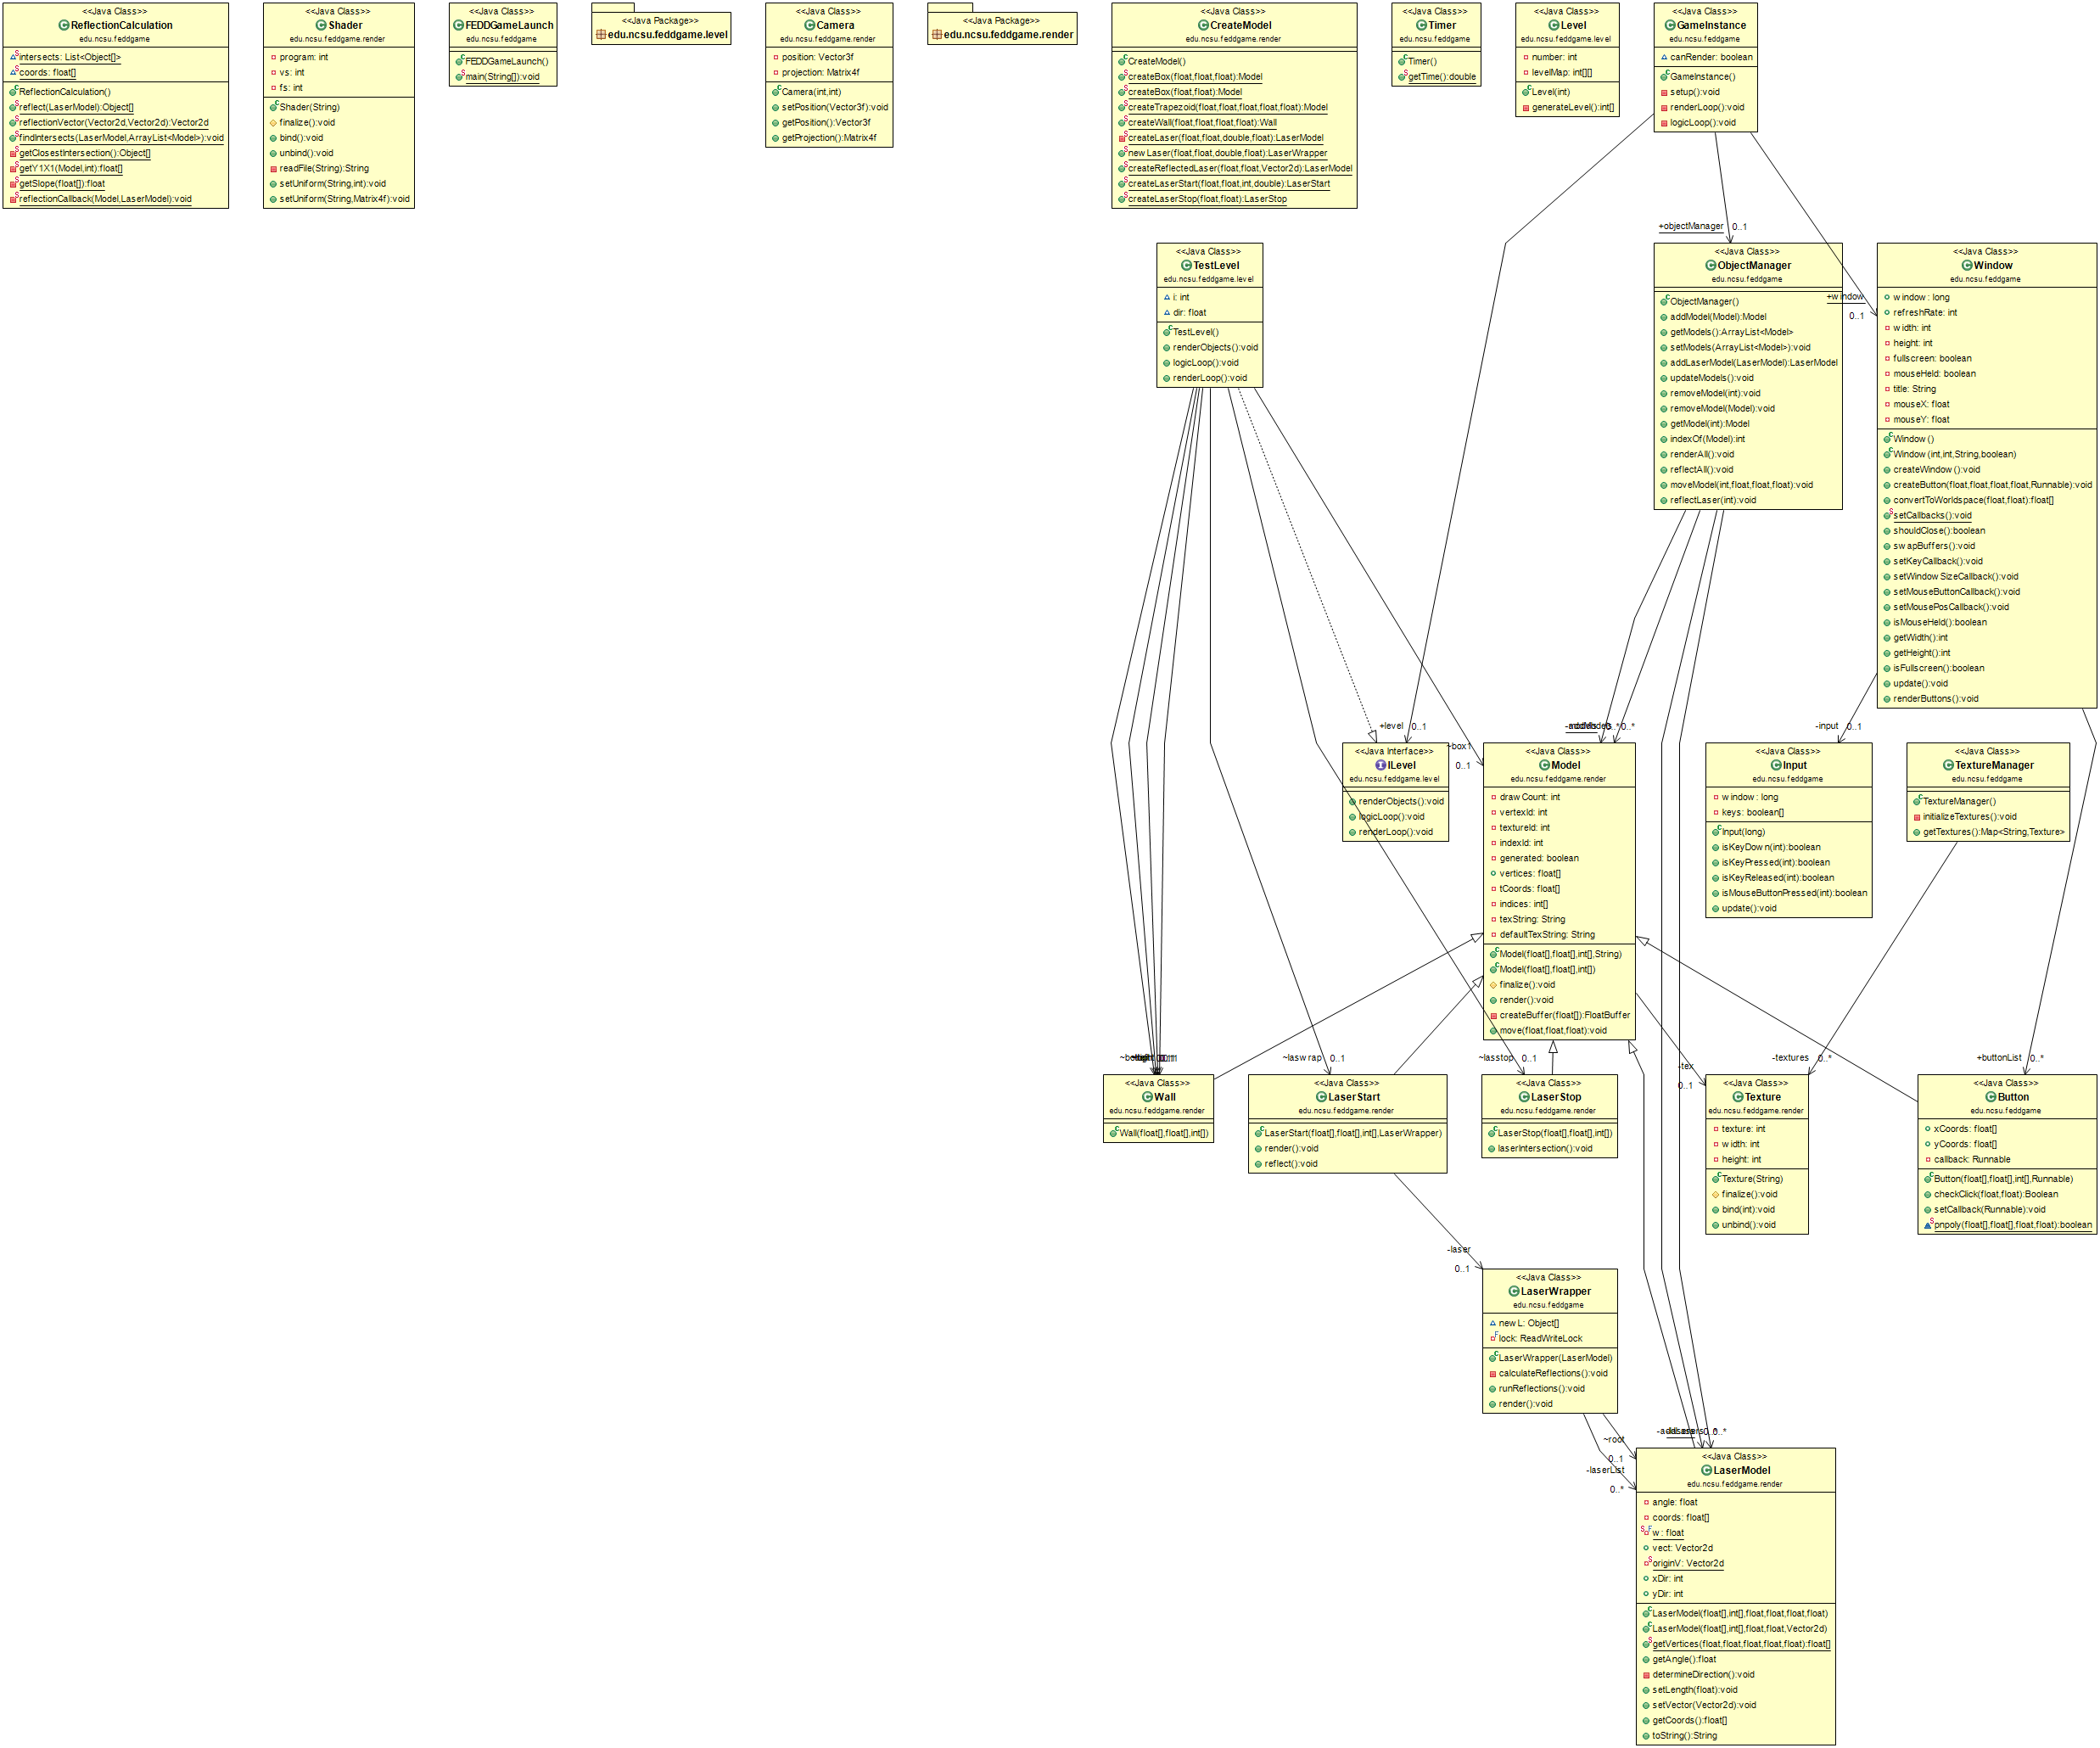 <<Java Class>>
ReflectionCalculation
edu.ncsu.feddgame
intersects: List<Object[]>
coords: float[]
ReflectionCalculation()
reflect(LaserModel):Object[]
reflectionVector(Vector2d,Vector2d):Vector2d
findIntersects(LaserModel,ArrayList<Model>):void
getClosestIntersection():Object[]
getY1X1(Model,int):float[]
getSlope(float[]):float
reflectionCallback(Model,LaserModel):void
<<Java Class>>
Shader
edu.ncsu.feddgame.render
program: int
vs: int
fs: int
Shader(String)
finalize():void
bind():void
unbind():void
readFile(String):String
setUniform(String,int):void
setUniform(String,Matrix4f):void
<<Java Class>>
FEDDGameLaunch
edu.ncsu.feddgame
FEDDGameLaunch()
main(String[]):void
<<Java Package>>
edu.ncsu.feddgame.level
<<Java Class>>
Camera
edu.ncsu.feddgame.render
position: Vector3f
projection: Matrix4f
Camera(int,int)
setPosition(Vector3f):void
getPosition():Vector3f
getProjection():Matrix4f
<<Java Package>>
edu.ncsu.feddgame.render
<<Java Class>>
CreateModel
edu.ncsu.feddgame.render
CreateModel()
createBox(float,float,float):Model
createBox(float,float):Model
createTrapezoid(float,float,float,float,float):Model
createWall(float,float,float,float):Wall
createLaser(float,float,double,float):LaserModel
newLaser(float,float,double,float):LaserWrapper
createReflectedLaser(float,float,Vector2d):LaserModel
createLaserStart(float,float,int,double):LaserStart
createLaserStop(float,float):LaserStop
<<Java Class>>
Timer
edu.ncsu.feddgame
Timer()
getTime():double
<<Java Class>>
Level
edu.ncsu.feddgame.level
number: int
levelMap: int[][]
Level(int)
generateLevel():int[]
<<Java Class>>
GameInstance
edu.ncsu.feddgame
canRender: boolean
GameInstance()
setup():void
renderLoop():void
logicLoop():void
+objectManager 0..1
+window
0..1
<<Java Class>>
TestLevel
edu.ncsu.feddgame.level
i: int
dir: float
TestLevel()
renderObjects():void
logicLoop():void
renderLoop():void
<<Java Class>>
ObjectManager
edu.ncsu.feddgame
ObjectManager()
addModel(Model):Model
getModels():ArrayList<Model>
setModels(ArrayList<Model>):void
addLaserModel(LaserModel):LaserModel
updateModels():void
removeModel(int):void
removeModel(Model):void
getModel(int):Model
indexOf(Model):int
renderAll():void
reflectAll():void
moveModel(int,float,float,float):void
reflectLaser(int):void
<<Java Class>>
Window
edu.ncsu.feddgame
window: long
refreshRate: int
width: int
height: int
fullscreen: boolean
mouseHeld: boolean
title: String
mouseX: float
mouseY: float
Window()
Window(int,int,String,boolean)
createWindow():void
createButton(float,float,float,float,Runnable):void
convertToWorldspace(float,float):float[]
setCallbacks():void
shouldClose():boolean
swapBuffers():void
setKeyCallback():void
setWindowSizeCallback():void
setMouseButtonCallback():void
setMousePosCallback():void
isMouseHeld():boolean
getWidth():int
getHeight():int
isFullscreen():boolean
update():void
renderButtons():void
+level 0..1
~box1
0..1
0..*
-input 0..1
<<Java Interface>>
ILevel
edu.ncsu.feddgame.level
renderObjects():void
logicLoop():void
renderLoop():void
<<Java Class>>
Model
edu.ncsu.feddgame.render
drawCount: int
vertexId: int
textureId: int
indexId: int
generated: boolean
vertices: float[]
tCoords: float[]
indices: int[]
texString: String
defaultTexString: String
Model(float[],float[],int[],String)
Model(float[],float[],int[])
finalize():void
render():void
createBuffer(float[]):FloatBuffer
move(float,float,float):void
<<Java Class>>
Input
edu.ncsu.feddgame
window: long
keys: boolean[]
Input(long)
isKeyDown(int):boolean
isKeyPressed(int):boolean
isKeyReleased(int):boolean
isMouseButtonPressed(int):boolean
update():void
<<Java Class>>
TextureManager
edu.ncsu.feddgame
TextureManager()
initializeTextures():void
getTextures():Map<String,Texture>
~laswrap 0..1
~lasstop 0..1
-tex
0..1
-textures 0..*
+buttonList 0..*
<<Java Class>>
Wall
edu.ncsu.feddgame.render
Wall(float[],float[],int[])
<<Java Class>>
LaserStart
edu.ncsu.feddgame.render
LaserStart(float[],float[],int[],LaserWrapper)
render():void
reflect():void
<<Java Class>>
LaserStop
edu.ncsu.feddgame.render
LaserStop(float[],float[],int[])
laserIntersection():void
<<Java Class>>
Texture
edu.ncsu.feddgame.render
texture: int
width: int
height: int
Texture(String)
finalize():void
bind(int):void
unbind():void
<<Java Class>>
Button
edu.ncsu.feddgame
xCoords: float[]
yCoords: float[]
callback: Runnable
Button(float[],float[],int[],Runnable)
checkClick(float,float):Boolean
setCallback(Runnable):void
pnpoly(float[],float[],float,float):boolean
-laser
0..1
<<Java Class>>
LaserWrapper
edu.ncsu.feddgame
newL: Object[]
lock: ReadWriteLock
LaserWrapper(LaserModel)
calculateReflections():void
runReflections():void
render():void
~root
0..1
-laserList
0..*
0..*
<<Java Class>>
LaserModel
edu.ncsu.feddgame.render
angle: float
coords: float[]
w: float
vect: Vector2d
originV: Vector2d
xDir: int
yDir: int
LaserModel(float[],int[],float,float,float,float)
LaserModel(float[],int[],float,float,Vector2d)
getVertices(float,float,float,float,float):float[]
getAngle():float
determineDirection():void
setLength(float):void
setVector(Vector2d):void
getCoords():float[]
toString():String